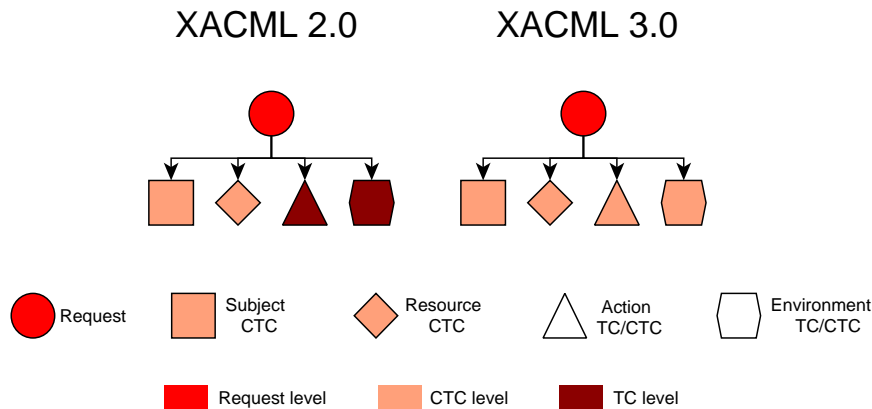 XACML 2.0
XACML 3.0
Request
Subject
CTC
Resource
CTC
Action
TC/CTC
Environment
TC/CTC
Request level
CTC level
TC level